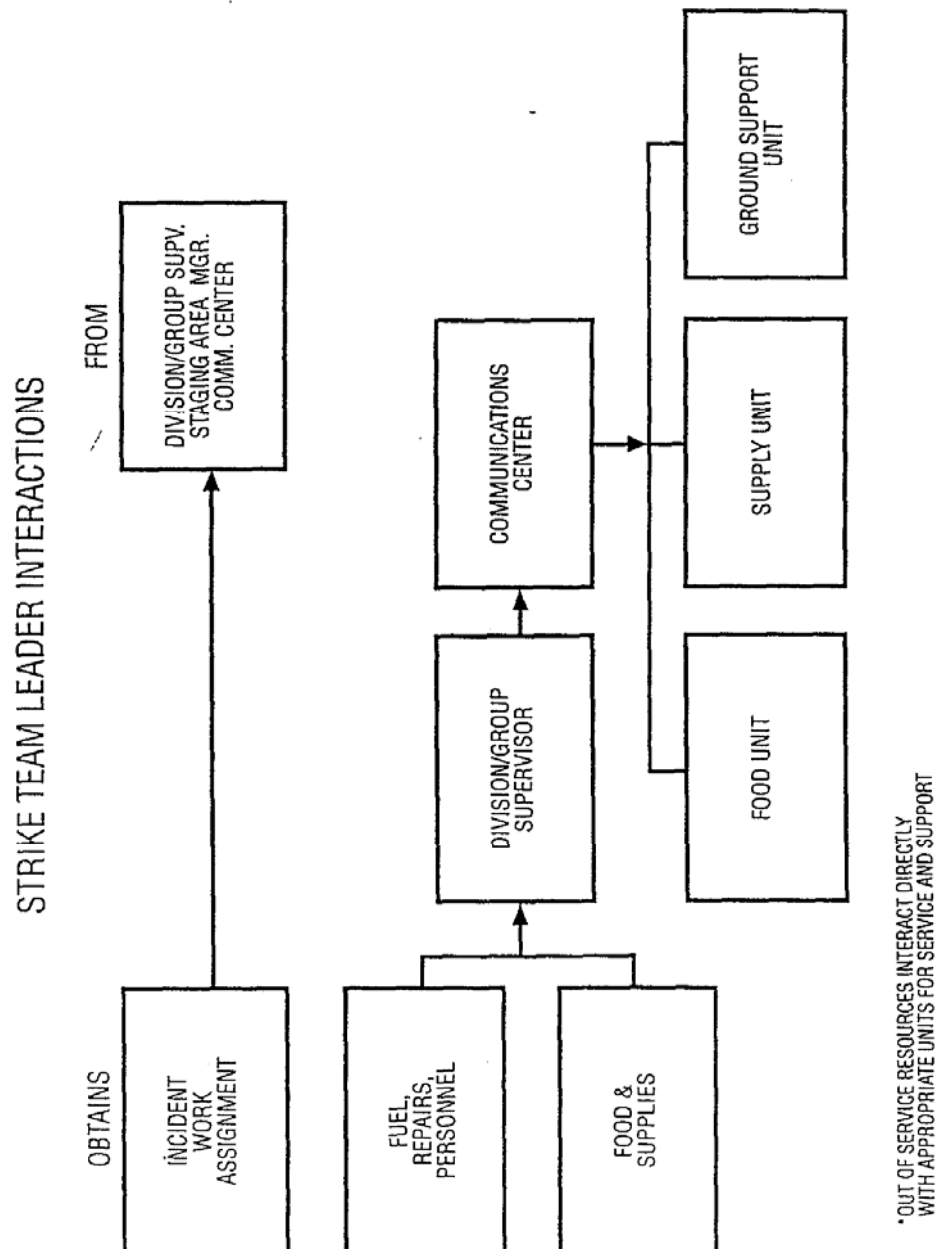 STRIKE TEAM LEADER INTERACTIONS
OBTAINS
FROM
INCIDENT
WORK
ASSIGNMENT
DIVISION/GROUP SUPV.
STAGING AREA MGR.
COMM. CENTER
FUEL,
REPAIRS,
PERSONNEL
FOOD &
SUPPLIES
DIVISION/GROUP
SUPERVISOR
COMMUNICATIONS
CENTER
FOOD UNIT
SUPPLY UNIT
GROUND SUPPORT
UNIT
*OUT OF SERVICE RESOURCES INTERACT DIRECTLY
WITH APPROPRIATE UNITS FOR SERVICE AND SUPPORT